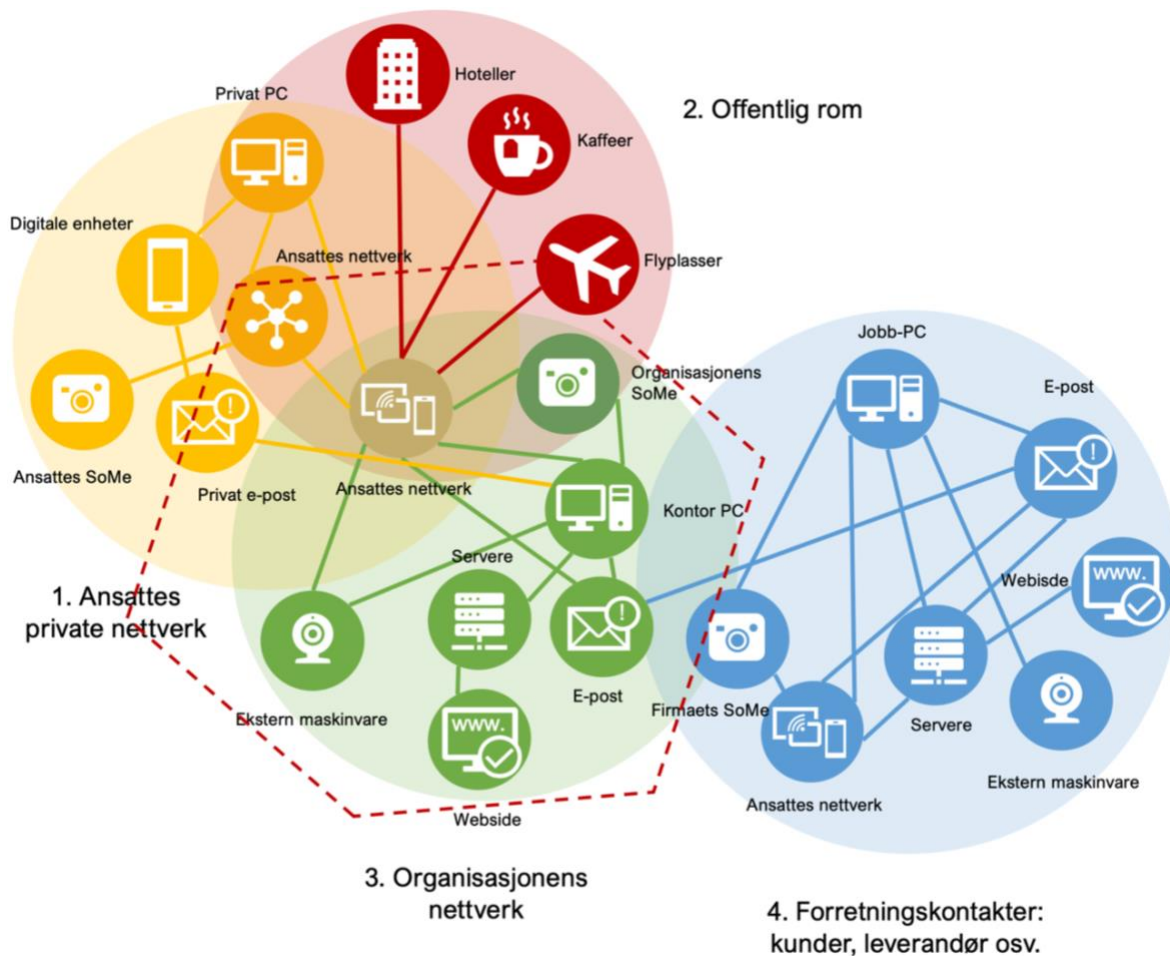 Hoteller
Privat PC
2. Offentlig rom
Kaffeer
Digitale enheter
Ansattes nettverk
Flyplasser
Jobb-PC
Organisasjonens
SoMe
E-post
Ansattes SoMe
Privat e-post
Ansattes nettverk
Kontor PC
Servere
Webisde
www.
1. Ansattes
private nettverk
E-post
Ekstern maskinvare
www.
Firmaets SoMe
Servere
Ansattes nettverk
Ekstern maskinvare
Webside
3. Organisasjonens
nettverk
4. Forretningskontakter:
kunder, leverandør osv.